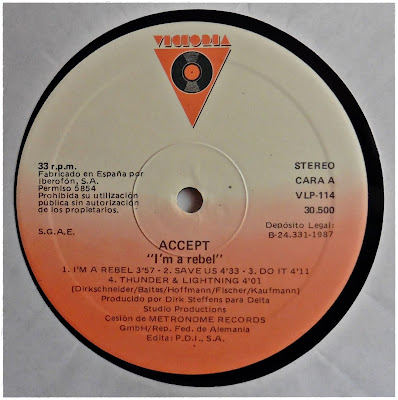 VICTORIA
33 r.p.m.
Fabricado en España por
Iberofón, S.A.
Permiso 5854
Prohibida su utilización
pública sin autorización
de los propietarios.
S.G.A.E.
STEREO
CARA A
VLP-114
30.500
Depósito Legal:
B-24.331-1987
ACCEPT
"I'm a rebel"
1. I'M A REBEL 3'57 - 2. SAVE US 4'33 - 3. DO IT 4'11
4. THUNDER & LIGHTNING 4'01
(Dirkschneider/Baltes/Hoffmann/Fischer/Kaufmann)
Producido por Dirk Steffens para Delta
Studio Productions
Cesión de METRONOME RECORDS
GmbH/Rep. Fed. de Alemania
Edita: P.D.I., S.A.